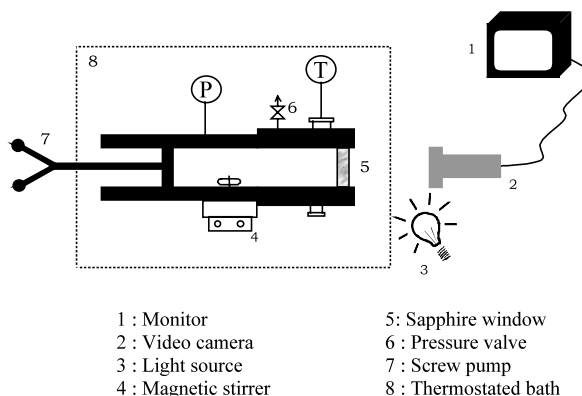 1
8
T
P
6
7
5
2
4
3
1 : Monitor
2 : Video camera
3 : Light source
4 : Magnetic stirrer
5: Sapphire window
6 : Pressure valve
7 : Screw pump
8 : Thermostated bath